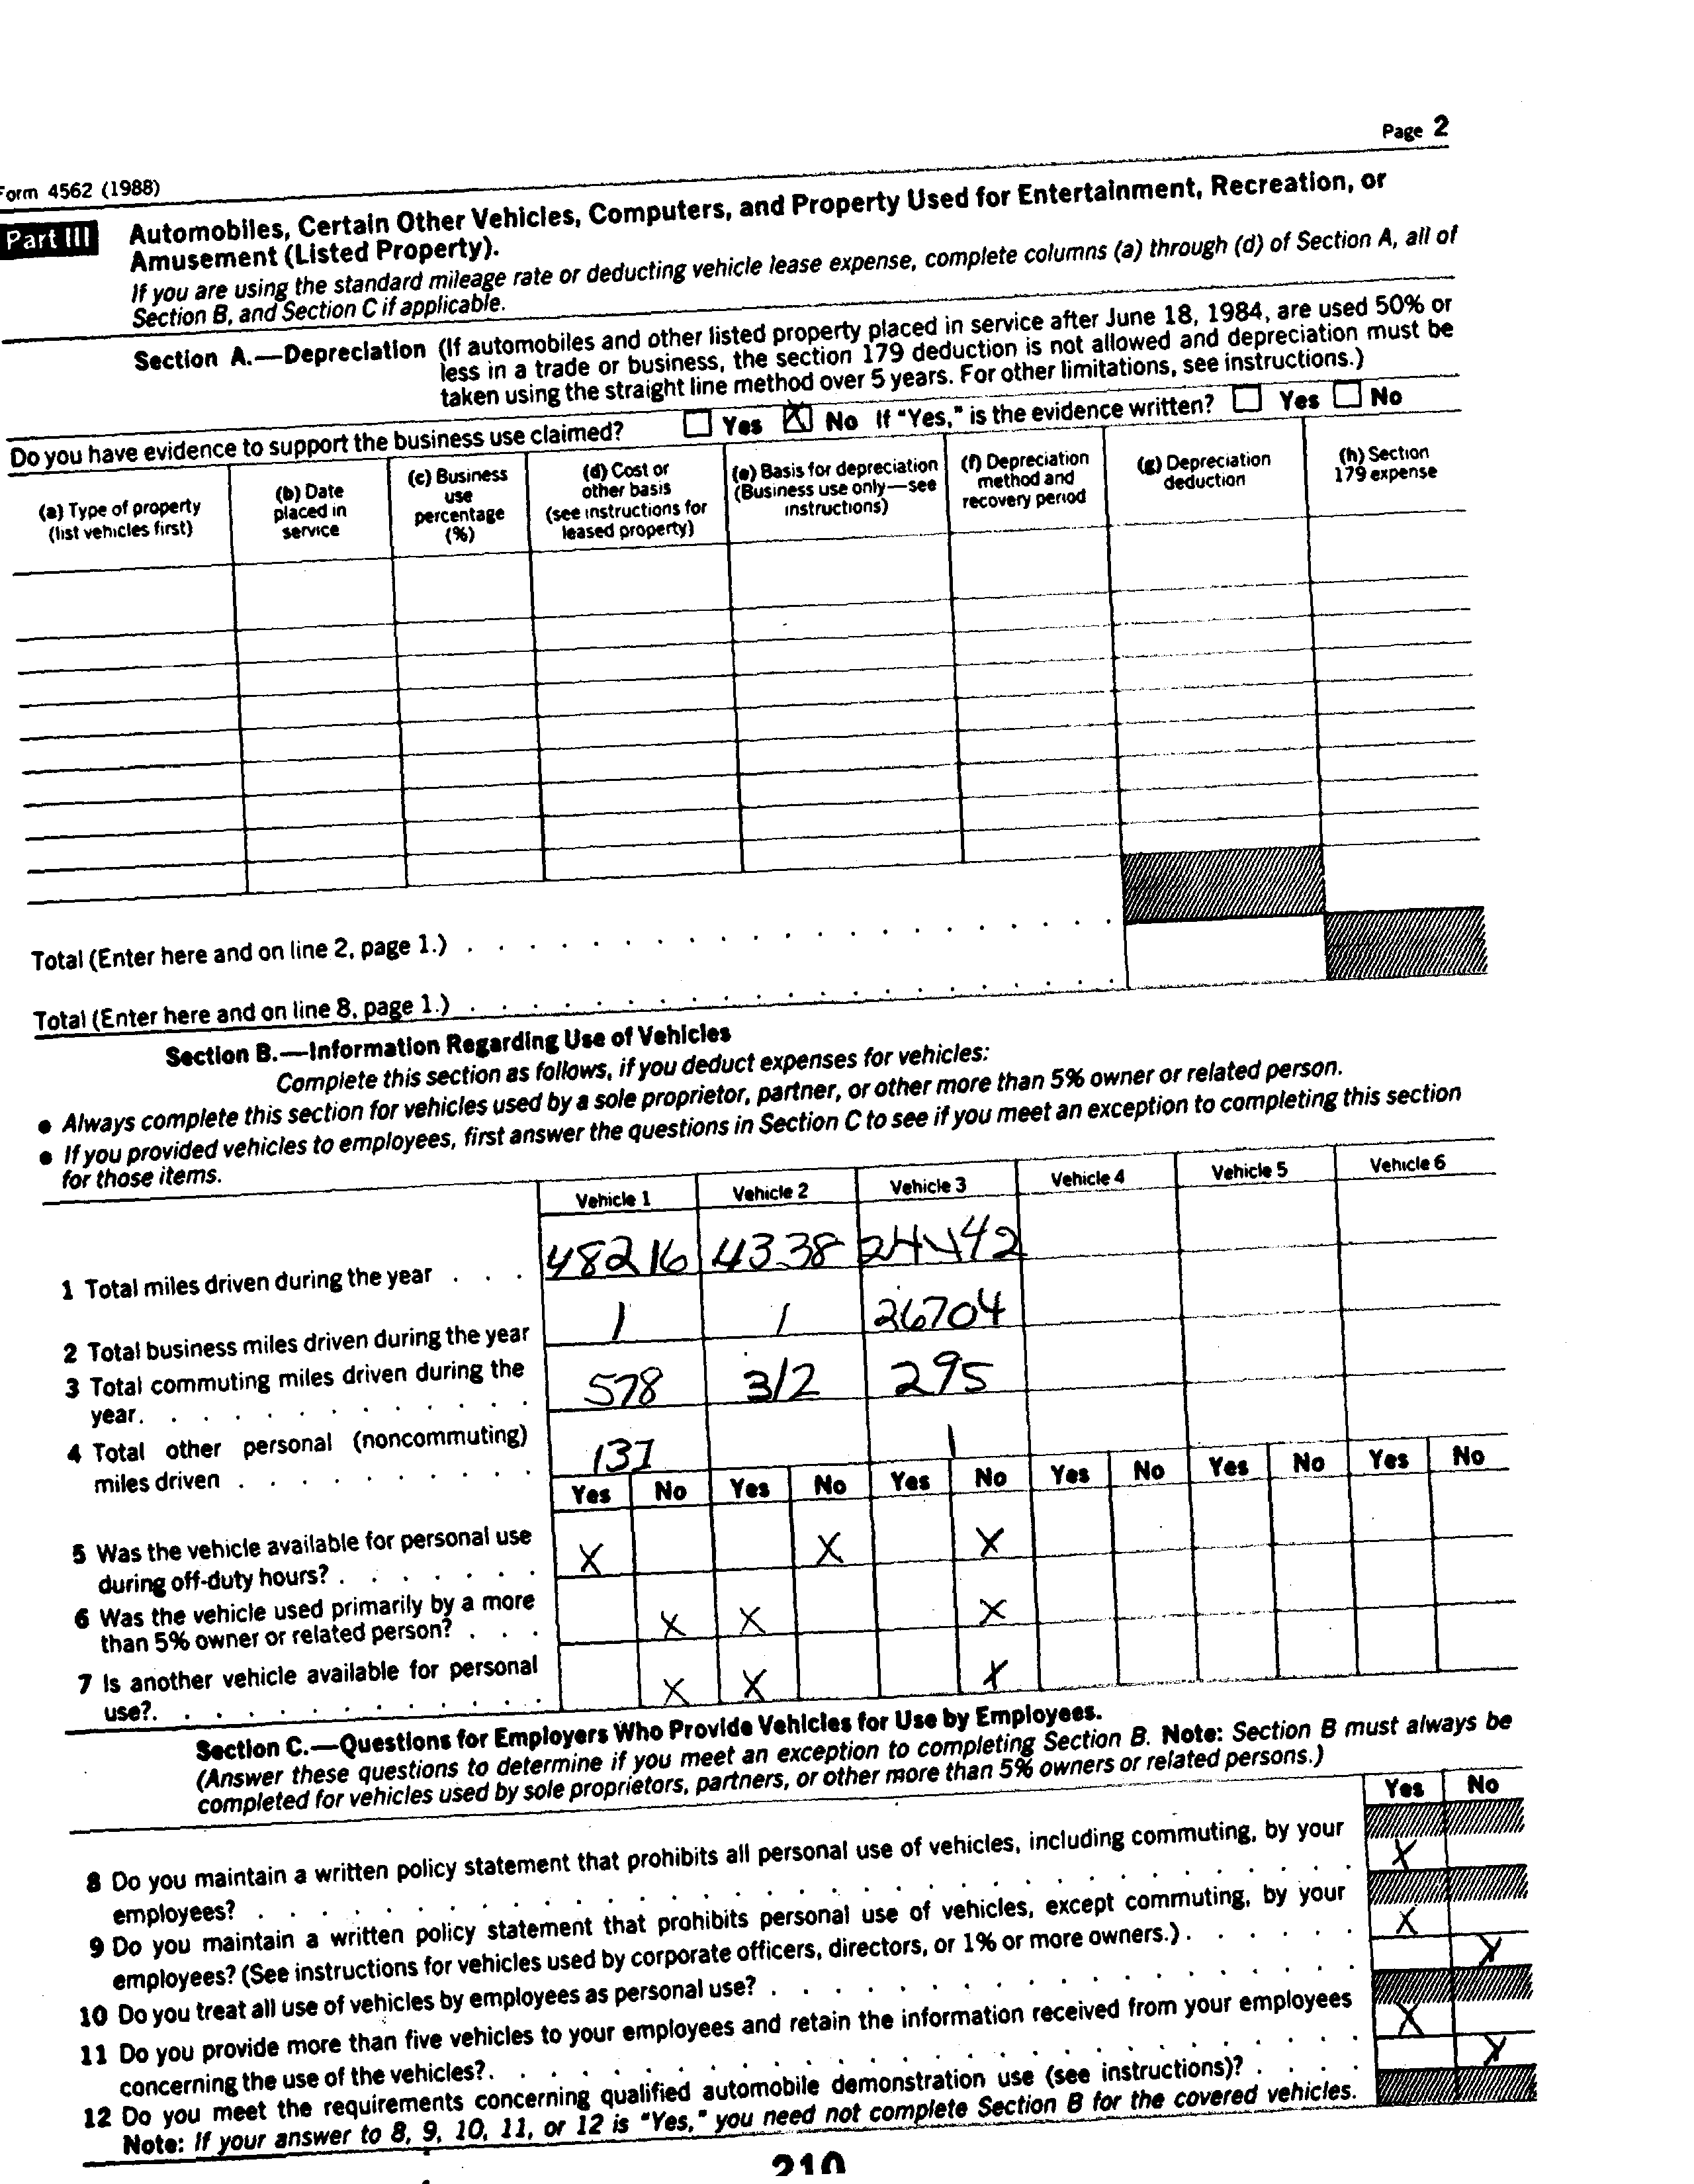 Page 2
Form 4562 (1988)
Part III Automobiles, Certain Other Vehicles, Computers, and Property Used for Entertainment, Recreation, or
Amusement (Listed Property).
If you are using the standard mileage rate or deducting vehicle lease expense, complete columns (a) through (d) of Section A, all of
Section B, and Section C if applicable.
Section A.—Depreciation (If automobiles and other listed property placed in service after June 18, 1984, are used 50% or
less in a trade or business, the section 179 deduction is not allowed and depreciation must be
taken using the straight line method over 5 years. For other limitations, see instructions.)
Do you have evidence to support the business use claimed? Yes X No If "Yes," is the evidence written? Yes No
(a) Type of property
(list vehicles first)
(b) Date
placed in
service
(c) Business
use
percentage
(%)
(d) Cost or
other basis
(see instructions for
leased property)
(e) Basis for depreciation
(Business use only—see
instructions)
(f) Depreciation
method and
recovery period
(g) Depreciation
deduction
(h) Section
179 expense
Total (Enter here and on line 2, page 1.) . . . . . . . . . . . . . . . . . . . . .
Total (Enter here and on line 8, page 1.) . . . . . . . . . . . . . . . . . . . . .
Section B.—Information Regarding Use of Vehicles
Complete this section as follows, if you deduct expenses for vehicles:
● Always complete this section for vehicles used by a sole proprietor, partner, or other more than 5% owner or related person.
● If you provided vehicles to employees, first answer the questions in Section C to see if you meet an exception to completing this section
for those items.
Vehicle 1 Vehicle 2 Vehicle 3 Vehicle 4 Vehicle 5 Vehicle 6
1 Total miles driven during the year . . . 48216 4338
2 Total business miles driven during the year 1 1 26704
3 Total commuting miles driven during the
year. . . . . . . . . . . . . 578 312 295
4 Total other personal (noncommuting)
miles driven . . . . . . . . . 137 1
Yes No Yes No Yes No Yes No Yes No Yes No
5 Was the vehicle available for personal use
during off-duty hours? . . . . . . . X X X
6 Was the vehicle used primarily by a more
than 5% owner or related person? . . . X X X
7 Is another vehicle available for personal
use?. . . . . . . . . . . . . X X X
Section C.—Questions for Employers Who Provide Vehicles for Use by Employees.
(Answer these questions to determine if you meet an exception to completing Section B. Note: Section B must always be
completed for vehicles used by sole proprietors, partners, or other more than 5% owners or related persons.)
Yes No
8 Do you maintain a written policy statement that prohibits all personal use of vehicles, including commuting, by your
employees? . . . . . . . . . . . . . . . . . . . . . . . . . . . . X
9 Do you maintain a written policy statement that prohibits personal use of vehicles, except commuting, by your
employees? (See instructions for vehicles used by corporate officers, directors, or 1% or more owners.) . . . . . . X
10 Do you treat all use of vehicles by employees as personal use? . . . . . . . . . . . . . . . X
11 Do you provide more than five vehicles to your employees and retain the information received from your employees
concerning the use of the vehicles?. . . . . . . . . . . . . . . . . . . . . . X
12 Do you meet the requirements concerning qualified automobile demonstration use (see instructions)? . . . . X
Note: If your answer to 8, 9, 10, 11, or 12 is "Yes," you need not complete Section B for the covered vehicles.
210